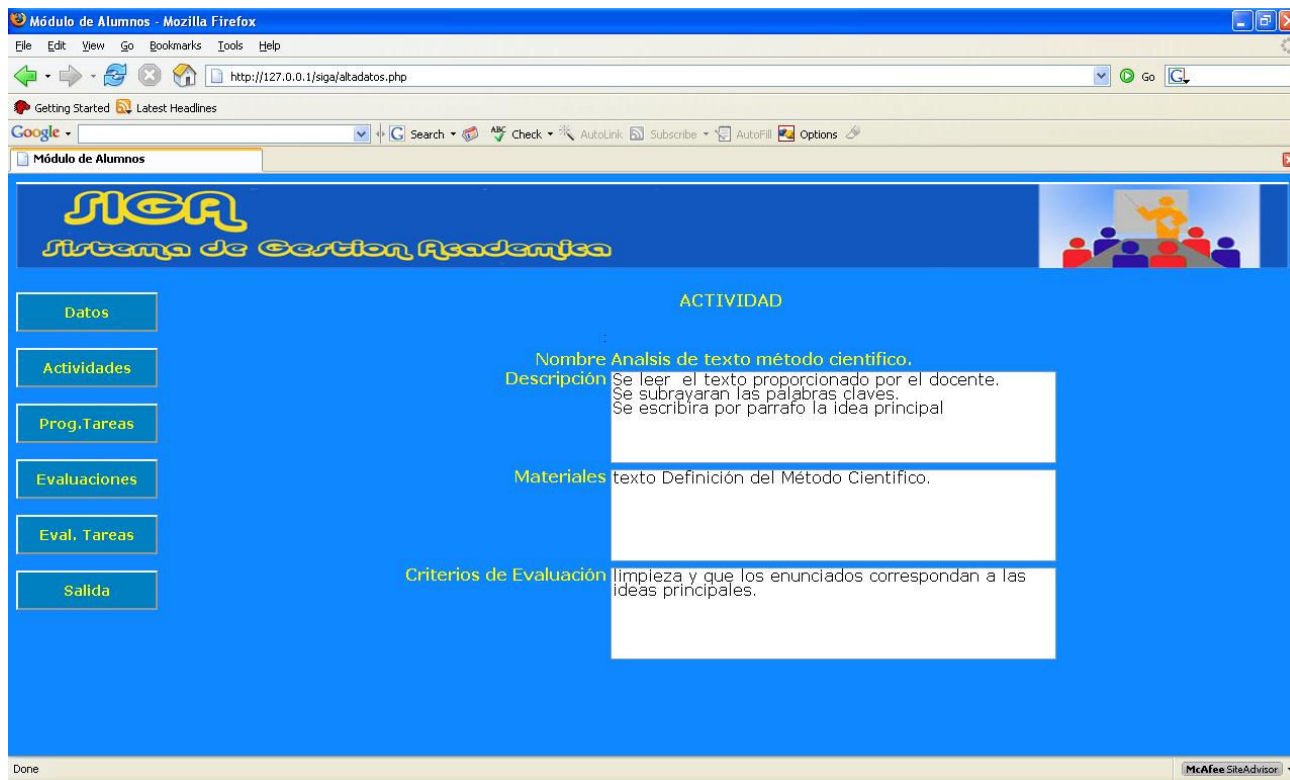 Módulo de Alumnos - Mozilla Firefox
File Edit View Go Bookmarks Tools Help
http://127.0.0.1/siga/altadatos.php Go G
Getting Started Latest Headlines
Google G Search ABC Check AutoLink Subscribe AutoFill Options
Módulo de Alumnos
SIGA
Sistema de Gestion Academica
ACTIVIDAD
Datos
Actividades
Prog.Tareas
Evaluaciones
Eval. Tareas
Salida
:
Nombre Analsis de texto método cientifico.
Descripción Se leer el texto proporcionado por el docente.
Se subrayaran las palabras claves.
Se escribira por parrafo la idea principal
Materiales texto Definición del Método Cientifico.
Criterios de Evaluación limpieza y que los enunciados correspondan a las
ideas principales.
Done McAfee SiteAdvisor